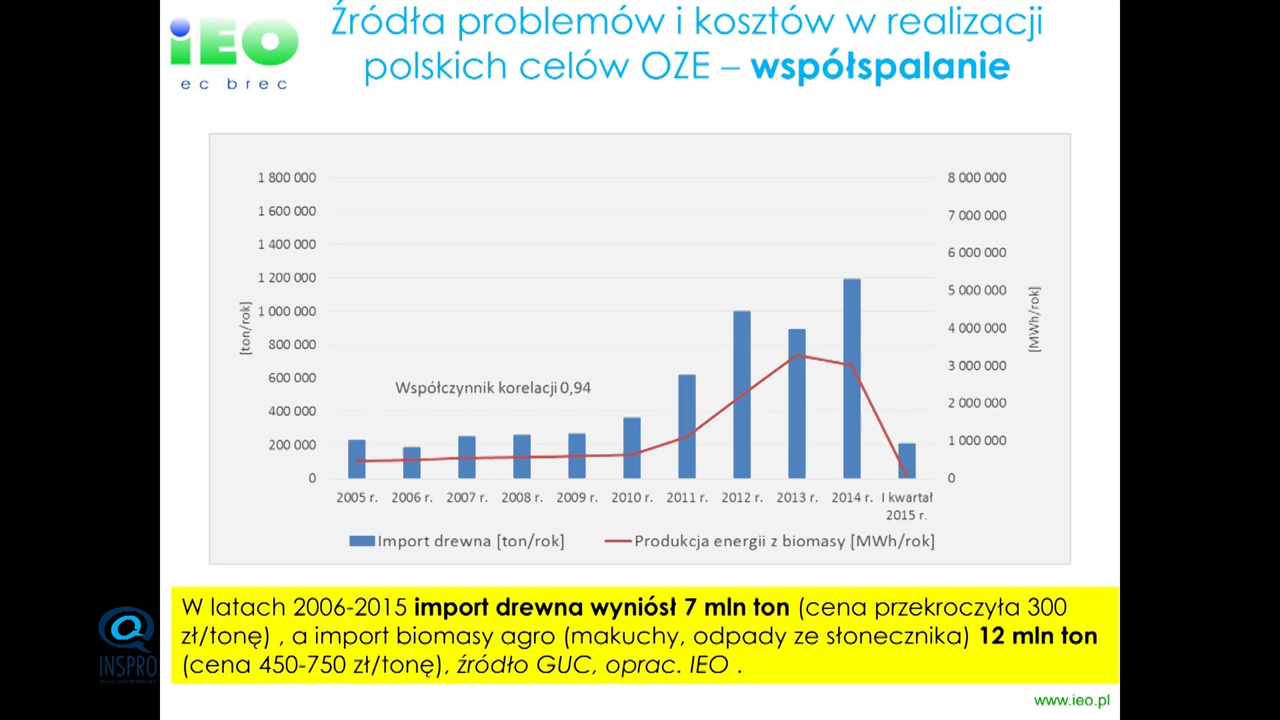 iEO
ec brec
Źródła problemów i kosztów w realizacji
polskich celów OZE – współspalanie
1 800 000
1 600 000
1 400 000
1 200 000
1 000 000
800 000
600 000
400 000
200 000
0
[ton/rok]
8 000 000
7 000 000
6 000 000
5 000 000
4 000 000
3 000 000
2 000 000
1 000 000
0
[MWh/rok]
Współczynnik korelacji 0,94
2005 r. 2006 r. 2007 r. 2008 r. 2009 r. 2010 r. 2011 r. 2012 r. 2013 r. 2014 r. I kwartał
2015 r.
Import drewna [ton/rok] Produkcja energii z biomasy [MWh/rok]
W latach 2006-2015 import drewna wyniósł 7 mln ton (cena przekroczyła 300
zł/tonę) , a import biomasy agro (makuchy, odpady ze słonecznika) 12 mln ton
(cena 450-750 zł/tonę), źródło GUC, oprac. IEO .
INSPRO
www.ieo.pl